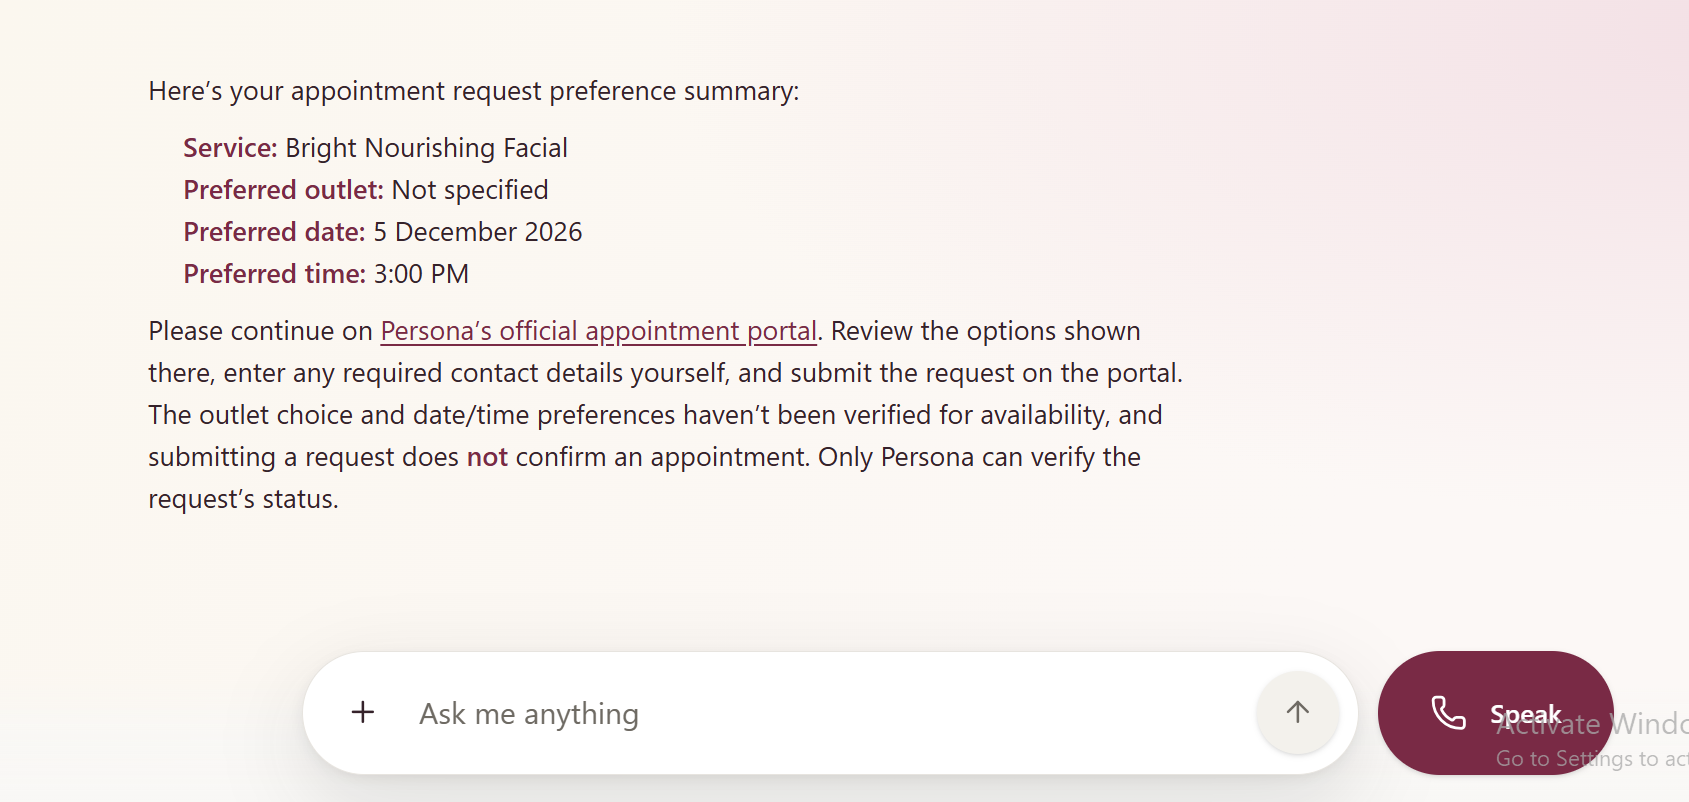 Here’s your appointment request preference summary:
Service: Bright Nourishing Facial
Preferred outlet: Not specified
Preferred date: 5 December 2026
Preferred time: 3:00 PM
Please continue on Persona’s official appointment portal. Review the options shown
there, enter any required contact details yourself, and submit the request on the portal.
The outlet choice and date/time preferences haven’t been verified for availability, and
submitting a request does not confirm an appointment. Only Persona can verify the
request’s status.
Ask me anything
Speak
Activate Windo
Go to Settings to act